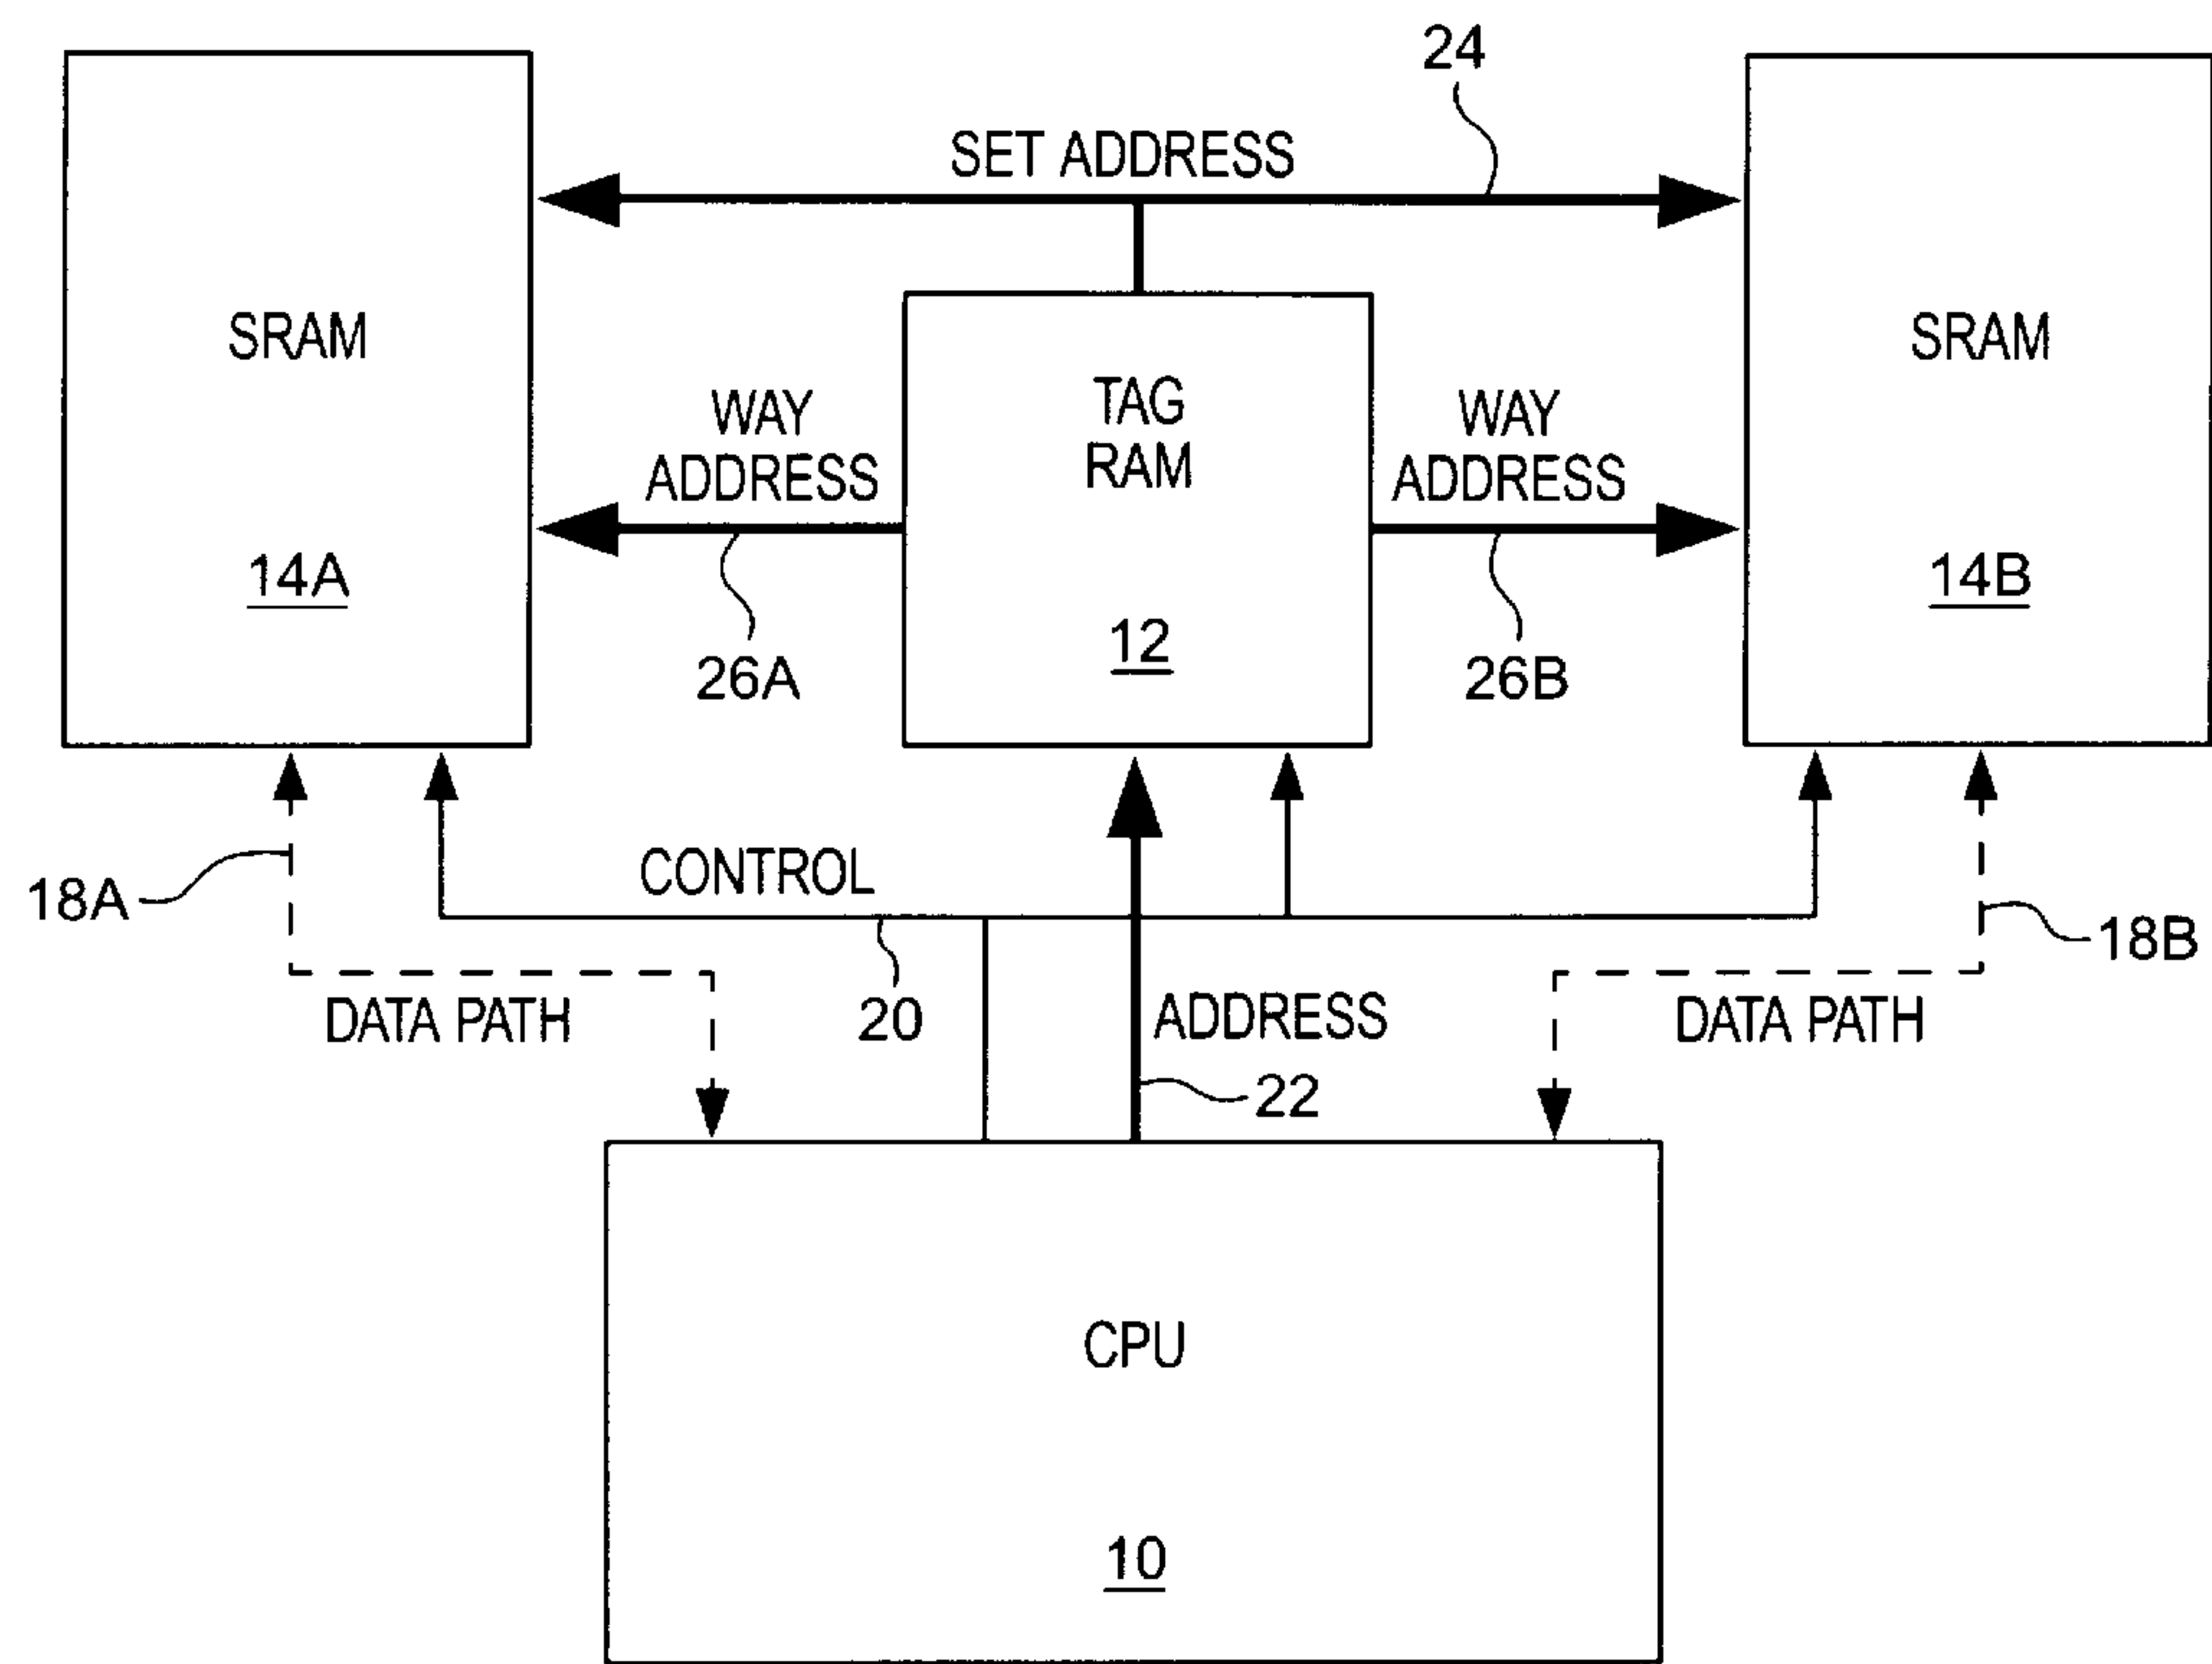 24
SET ADDRESS
SRAM
14A
WAY
ADDRESS
26A
TAG
RAM
12
WAY
ADDRESS
26B
SRAM
14B
18A
CONTROL
20
DATA PATH
ADDRESS
22
18B
DATA PATH
CPU
10